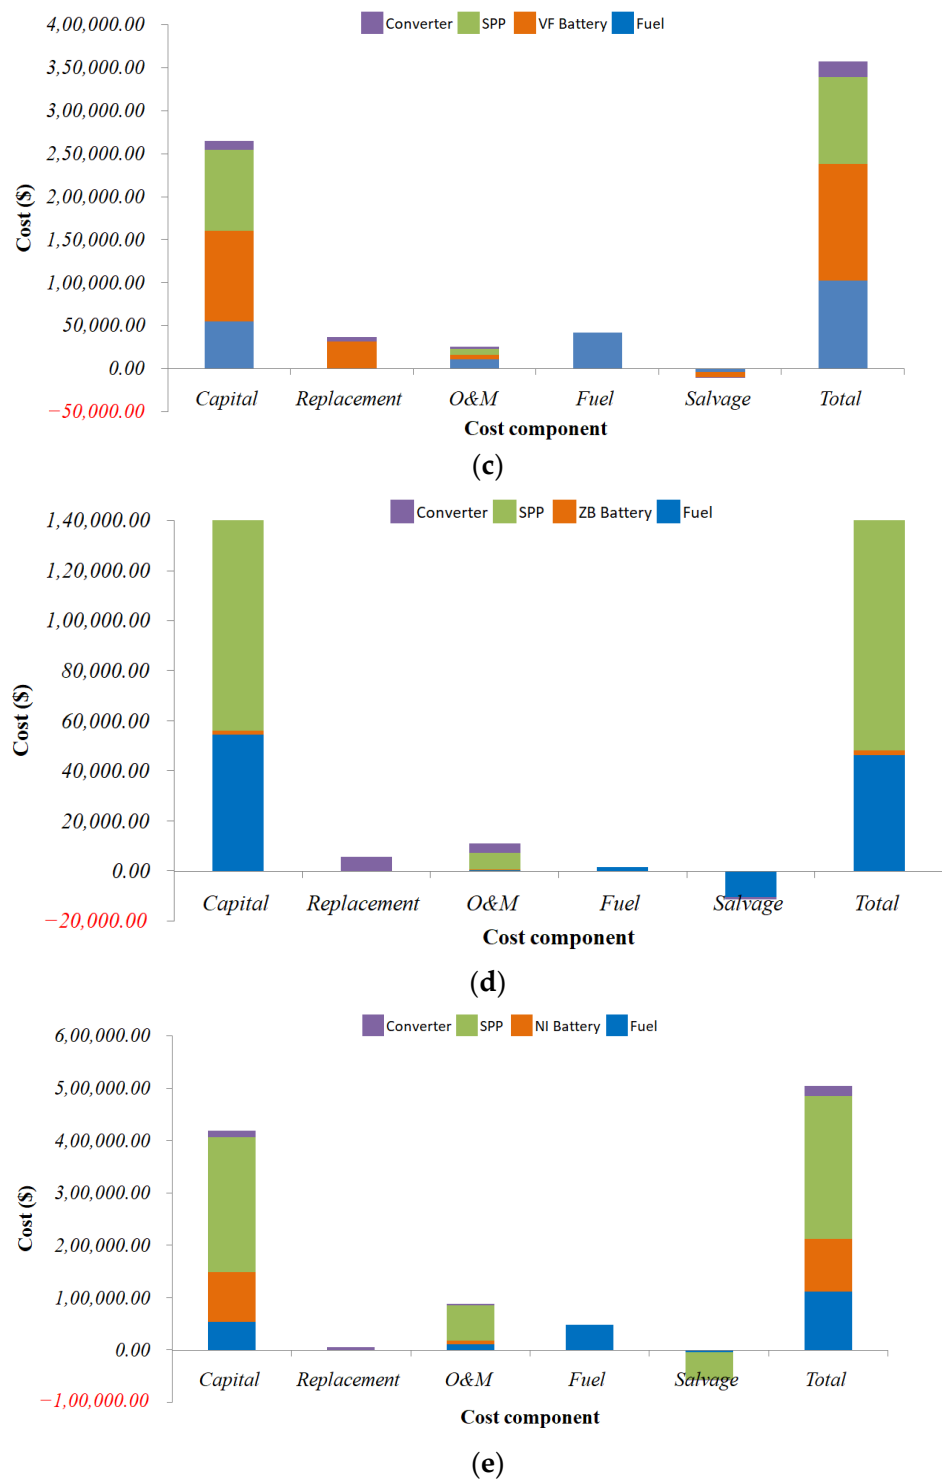 Converter SPP VF Battery Fuel
4,00,000.00
3,50,000.00
3,00,000.00
2,50,000.00
2,00,000.00
1,50,000.00
1,00,000.00
50,000.00
0.00
−50,000.00
Cost ($)
Capital Replacement O&M Fuel Salvage Total
Cost component
(c)
Converter SPP ZB Battery Fuel
1,40,000.00
1,20,000.00
1,00,000.00
80,000.00
60,000.00
40,000.00
20,000.00
0.00
−20,000.00
Cost ($)
Capital Replacement O&M Fuel Salvage Total
Cost component
(d)
Converter SPP NI Battery Fuel
6,00,000.00
5,00,000.00
4,00,000.00
3,00,000.00
2,00,000.00
1,00,000.00
0.00
−1,00,000.00
Cost ($)
Capital Replacement O&M Fuel Salvage Total
Cost component
(e)